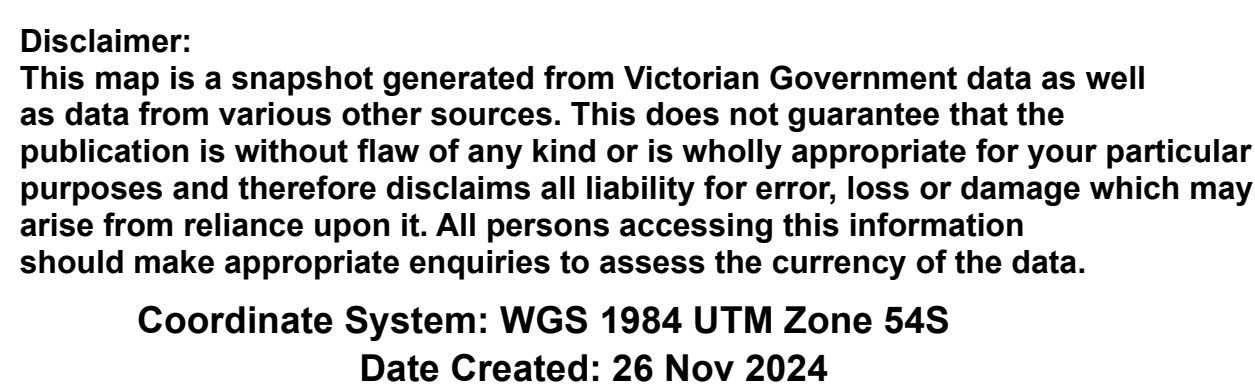 Disclaimer:
This map is a snapshot generated from Victorian Government data as well
as data from various other sources. This does not guarantee that the
publication is without flaw of any kind or is wholly appropriate for your particular
purposes and therefore disclaims all liability for error, loss or damage which may
arise from reliance upon it. All persons accessing this information
should make appropriate enquiries to assess the currency of the data.
Coordinate System: WGS 1984 UTM Zone 54S
Date Created: 26 Nov 2024